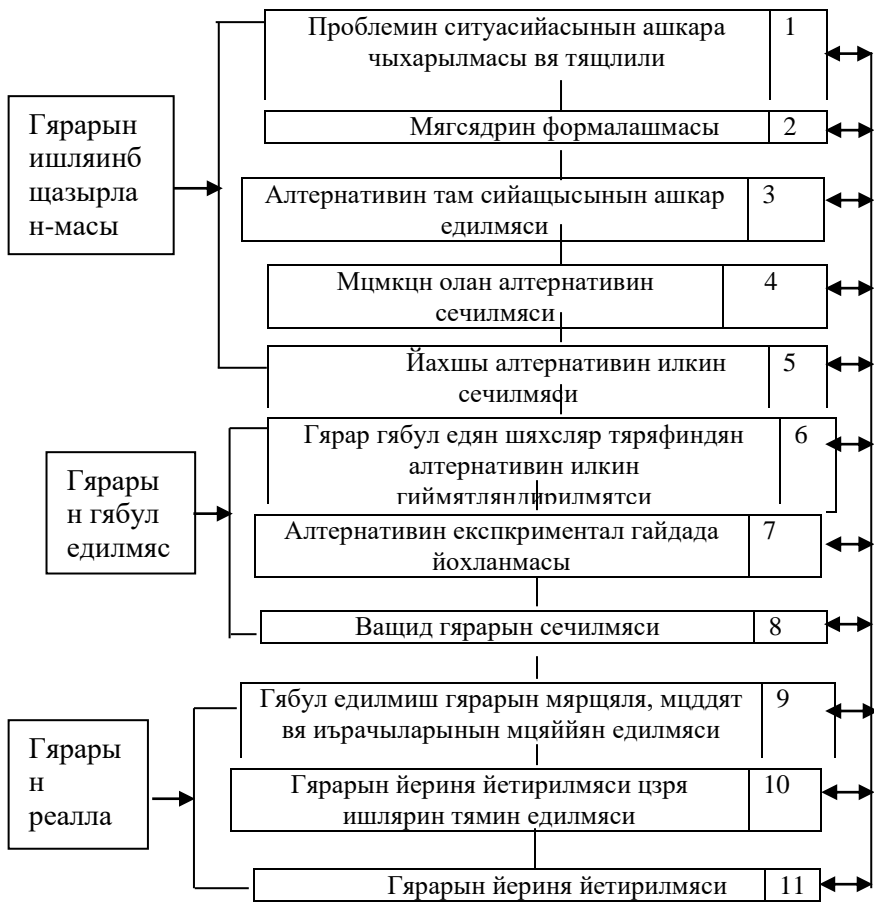 Проблемин ситуасийасынын ашкара
чыхарылмасы вя тящлили
1
Гярарын
ишляинб
щазырла
н-масы
Мягсядрин формалашмасы
2
Алтернативин там сийащысынын ашкар
едилмяси
3
Мцмкцн олан алтернативин
сечилмяси
4
Йахшы алтернативин илкин
сечилмяси
5
Гярары
н гябул
едилмяс
Гярар гябул едян шяхсляр тяряфиндян
алтернативин илкин
гиймятляндирилмятси
6
Алтернативин експкриментал гайдада
йохланмасы
7
Ващид гярарын сечилмяси
8
Гярары
н
реалла
Гябул едилмиш гярарын мярщяля, мцддят
вя иърачыларынын мцяййян едилмяси
9
Гярарын йериня йетирилмяси цзря
ишлярин тямин едилмяси
10
Гярарын йериня йетирилмяси
11